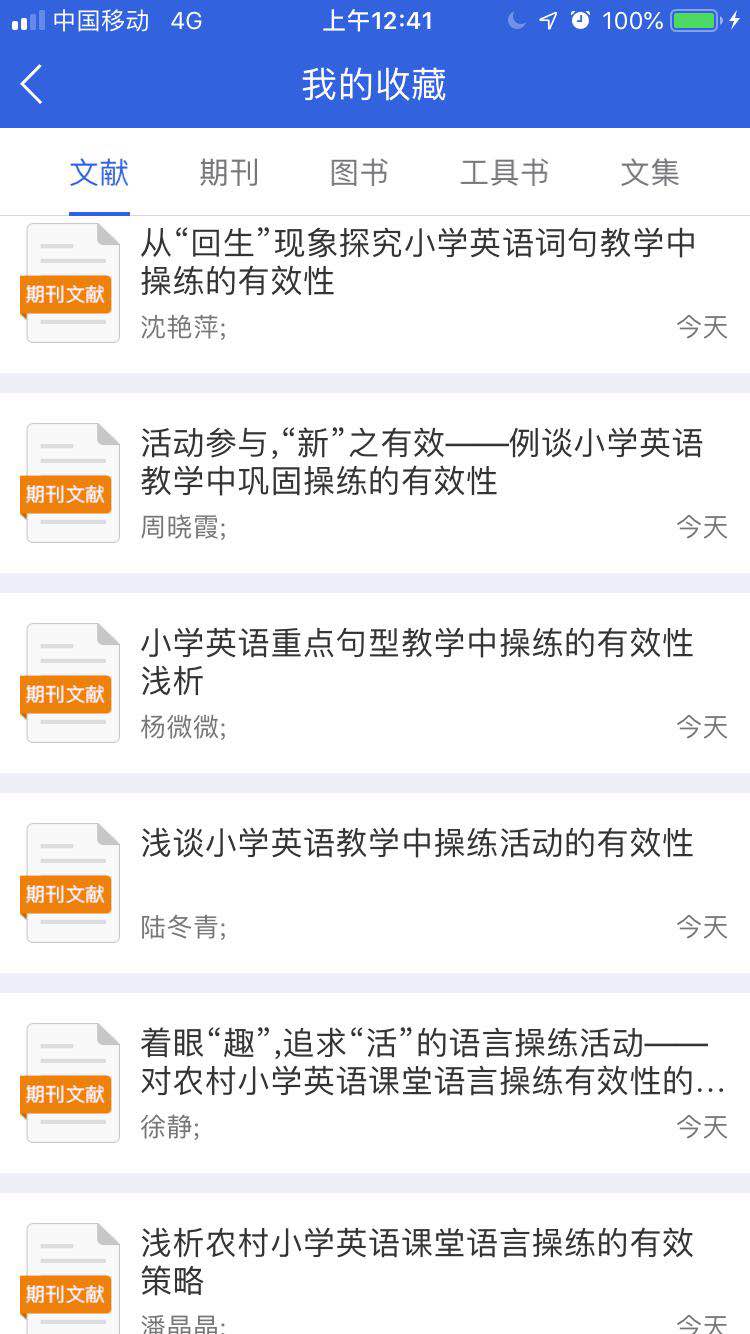 中国移动 4G 上午12:41 100%
我的收藏
文献 期刊 图书 工具书 文集
从“回生”现象探究小学英语词句教学中
操练的有效性
期刊文献
沈艳萍; 今天
活动参与,“新”之有效——例谈小学英语
教学中巩固操练的有效性
期刊文献
周晓霞; 今天
小学英语重点句型教学中操练的有效性
浅析
期刊文献
杨微微; 今天
浅谈小学英语教学中操练活动的有效性
期刊文献
陆冬青; 今天
着眼“趣”,追求“活”的语言操练活动——
对农村小学英语课堂语言操练有效性的...
期刊文献
徐静; 今天
浅析农村小学英语课堂语言操练的有效
策略
期刊文献
潘晶晶; 今天